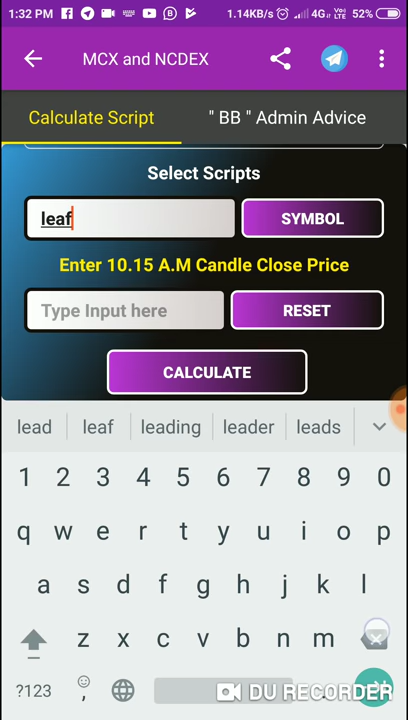 1:32 PM 1.14KB/s 4G VoLTE 52%
MCX and NCDEX
Calculate Script " BB " Admin Advice
Select Scripts
leaf SYMBOL
Enter 10.15 A.M Candle Close Price
Type Input here RESET
CALCULATE
lead leaf leading leader leads
1 2 3 4 5 6 7 8 9 0
q w e r t y u i o p
a s d f g h j k l
z x c v b n m
?123 , .
DU RECORDER